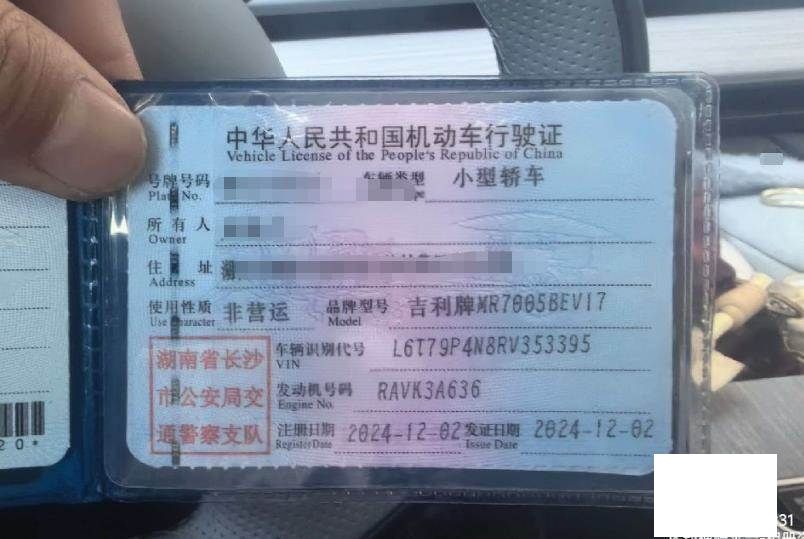 中华人民共和国机动车行驶证
Vehicle License of the People's Republic of China
号牌号码 车辆类型 小型轿车
Plate No.
所有人
Owner
住址 湖
Address
使用性质 非营运 品牌型号 吉利牌MR7005BEV17
Use Character Model
湖南省长沙
市公安局交
通警察支队
车辆识别代号 L6T79P4N8RV353395
VIN
发动机号码 RAVK3A636
Engine No.
注册日期 2024-12-02 发证日期 2024-12-02
Register Date Issue Date
20*
31